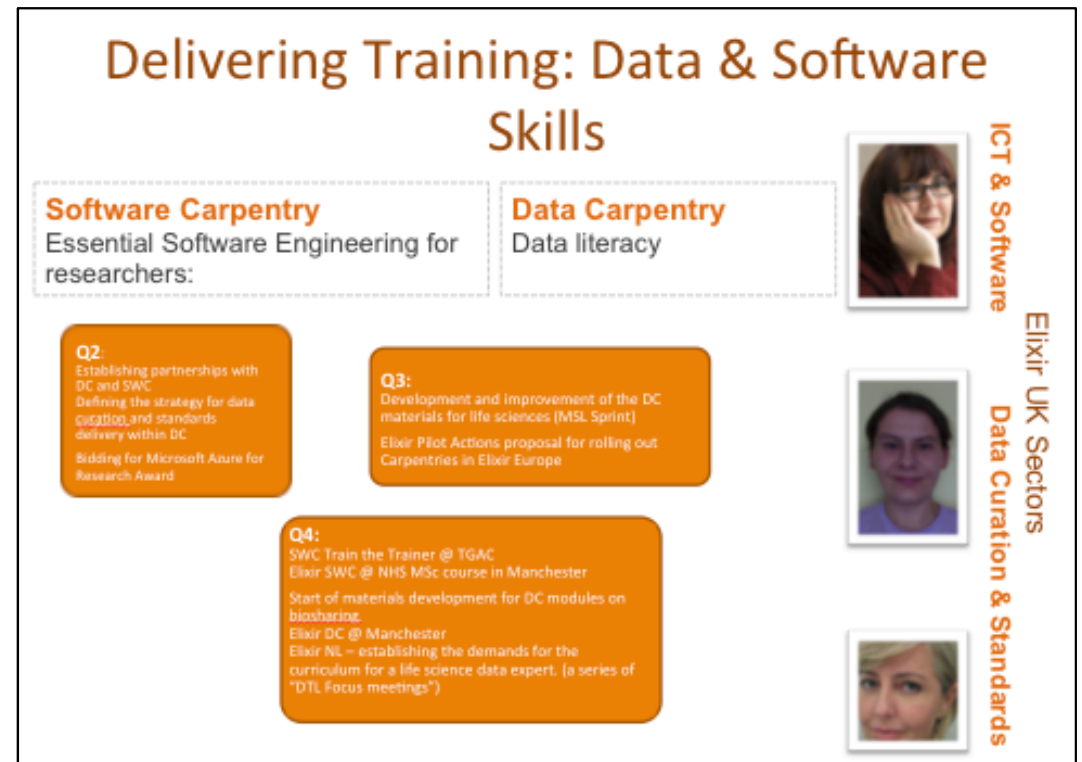 Delivering Training: Data & Software
Skills
Software Carpentry
Essential Software Engineering for
researchers:
Data Carpentry
Data literacy
Q2:
Establishing partnerships with
DC and SWC
Defining the strategy for data
curation and standards
delivery within DC
Bidding for Microsoft Azure for
Research Award
Q3:
Development and improvement of the DC
materials for life sciences (MSL Sprint)
Elixir Pilot Actions proposal for rolling out
Carpentries in Elixir Europe
Q4:
SWC Train the Trainer @ TGAC
Elixir SWC @ NHS MSc course in Manchester
Start of materials development for DC modules on
biosharing
Elixir DC @ Manchester
Elixir NL – establishing the demands for the
curriculum for a life science data expert. (a series of
"DTL Focus meetings")
ICT & Software
Data Curation & Standards
Elixir UK Sectors